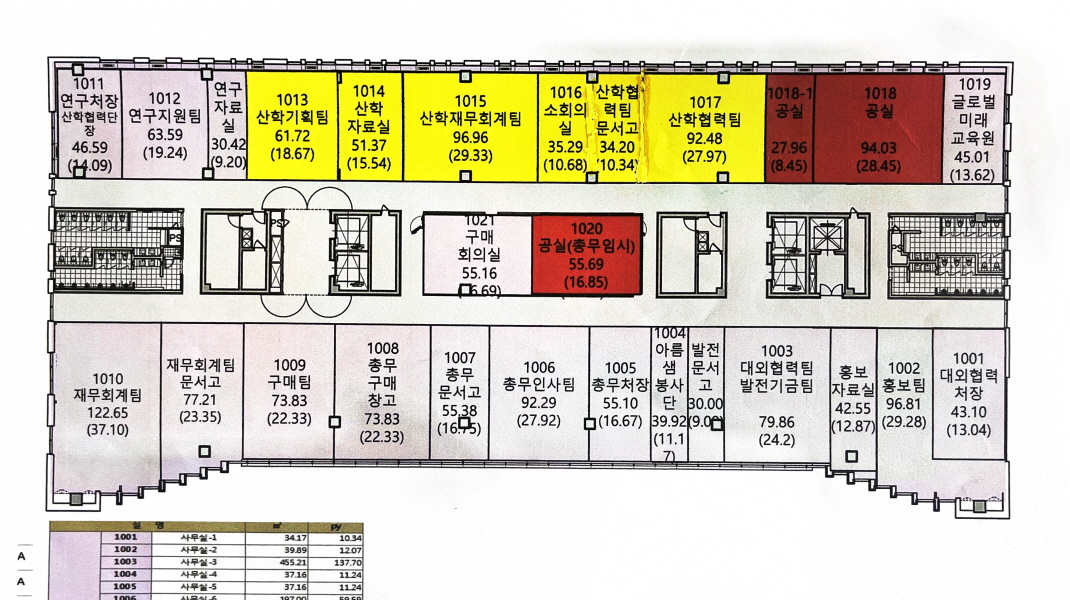 1011
연구처장
산학협력단
장
46.59
(14.09)
1012
연구지원팀
63.59
(19.24)
연구
자료
실
30.42
(9.20)
1013
산학기획팀
61.72
(18.67)
1014
산학
자료실
51.37
(15.54)
1015
산학재무회계팀
96.96
(29.33)
1016
소회의
실
35.29
(10.68)
산학협
력팀
문서고
34.20
(10.34)
1017
산학협력팀
92.48
(27.97)
1018-1
공실
27.96
(8.45)
1018
공실
94.03
(28.45)
1019
글로벌
미래
교육원
45.01
(13.62)
PS
PS
1021
구매
회의실
55.16
(16.69)
1020
공실(총무임시)
55.69
(16.85)
PS
1010
재무회계팀
122.65
(37.10)
재무회계팀
문서고
77.21
(23.35)
1009
구매팀
73.83
(22.33)
1008
총무
구매
창고
73.83
(22.33)
1007
총무
문서고
55.38
(16.75)
1006
총무인사팀
92.29
(27.92)
1005
총무처장
55.10
(16.67)
1004
아름
샘
봉사
단
39.92
(11.1
7)
발전
문서
고
30.00
1003
대외협력팀
발전기금팀
79.86
(24.2)
홍보
자료실
42.55
(12.87)
1002
홍보팀
96.81
(29.28)
1001
대외협력
처장
43.10
(13.04)
실 명 ㎡ py
1001 사무실-1 34.17 10.34
1002 사무실-2 39.89 12.07
1003 사무실-3 455.21 137.70
1004 사무실-4 37.16 11.24
1005 사무실-5 37.16 11.24
1006 사무실-6 197.00 59.59
A
A